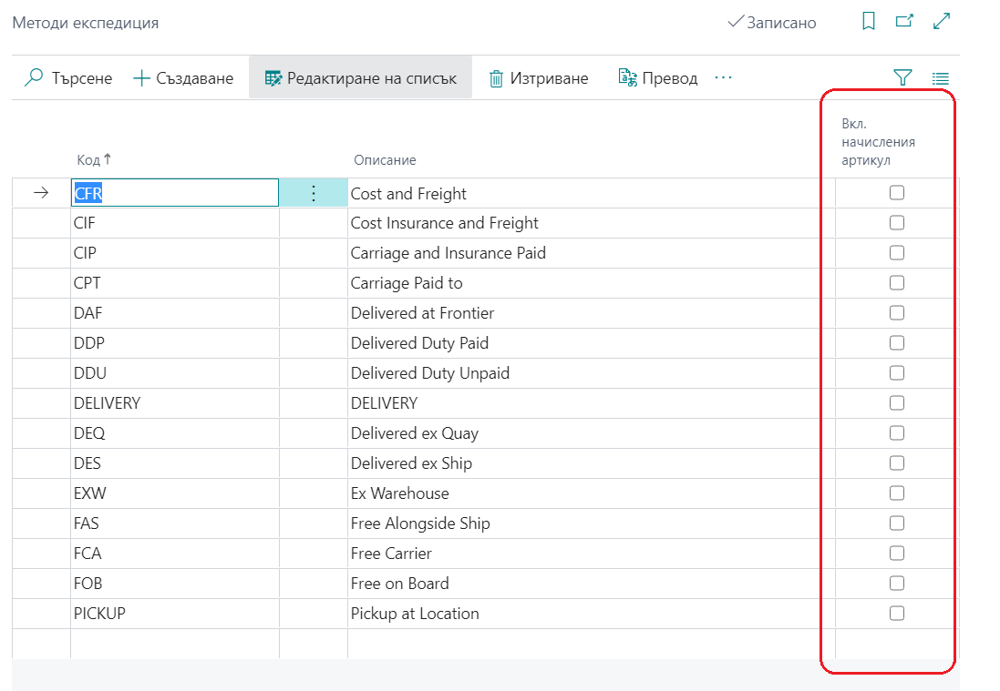 Методи експедиция
Записано
Търсене Създаване Редактиране на списък Изтриване Превод ...
Код↑ Описание Вкл.
начисления
артикул
CFR Cost and Freight
CIF Cost Insurance and Freight
CIP Carriage and Insurance Paid
CPT Carriage Paid to
DAF Delivered at Frontier
DDP Delivered Duty Paid
DDU Delivered Duty Unpaid
DELIVERY DELIVERY
DEQ Delivered ex Quay
DES Delivered ex Ship
EXW Ex Warehouse
FAS Free Alongside Ship
FCA Free Carrier
FOB Free on Board
PICKUP Pickup at Location